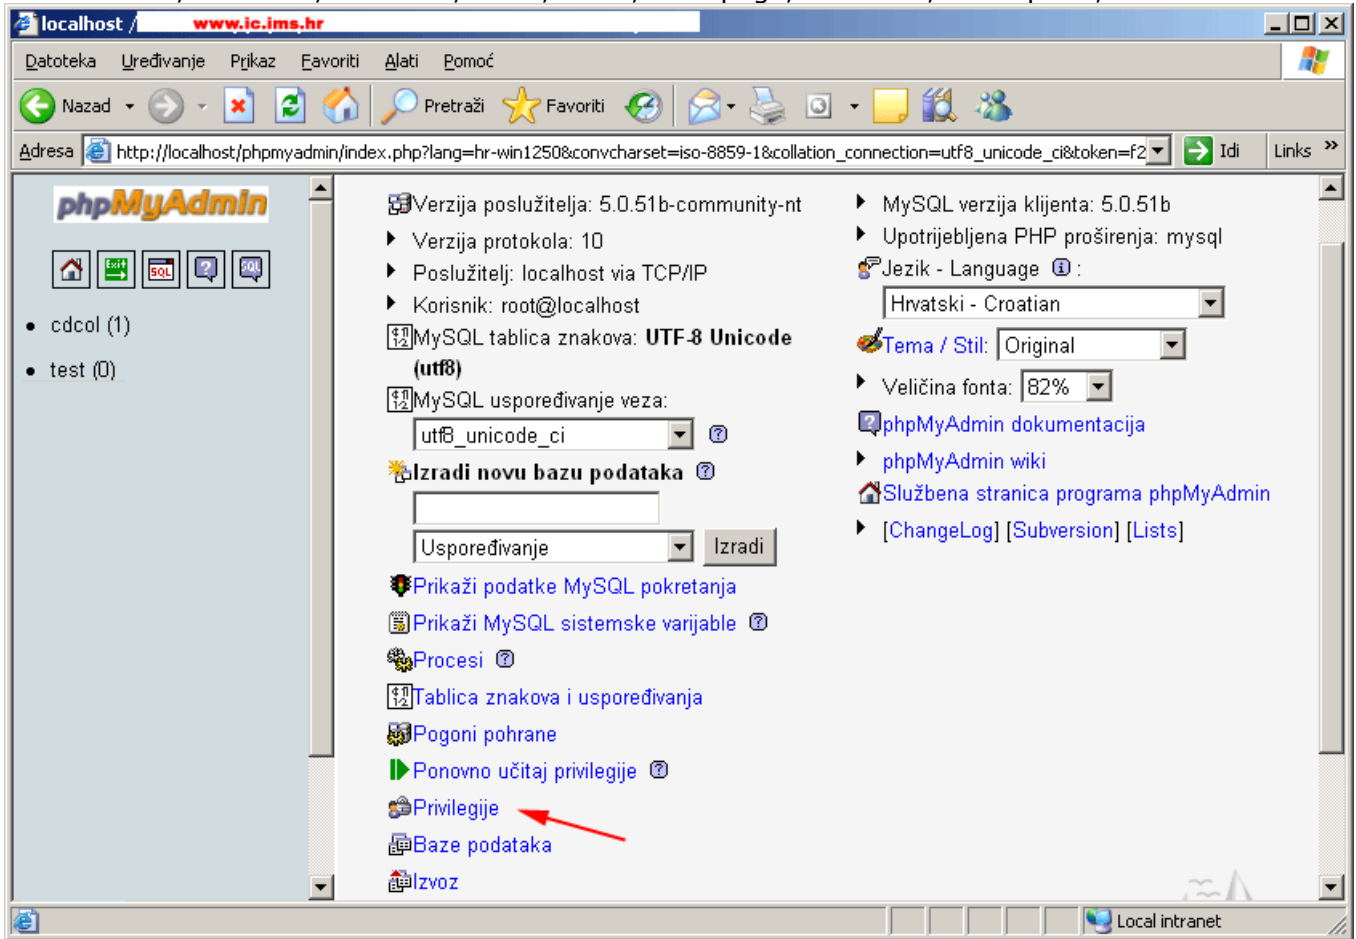 localhost / www.ic.ims.hr
Datoteka Uređivanje Prikaz Favoriti Alati Pomoć
Nazad Pretraži Favoriti
Adresa http://localhost/phpmyadmin/index.php?lang=hr-win1250&convcharset=iso-8859-1&collation_connection=utf8_unicode_ci&token=f2 Idi Links »
phpMyAdmin
Exit SQL ? SQL
cdcol (1)
test (0)
Verzija poslužitelja: 5.0.51b-community-nt
Verzija protokola: 10
Poslužitelj: localhost via TCP/IP
Korisnik: root@localhost
MySQL tablica znakova: UTF-8 Unicode
(utf8)
MySQL uspoređivanje veza:
utf8_unicode_ci ?
Izradi novu bazu podataka ?
Uspoređivanje Izradi
Prikaži podatke MySQL pokretanja
Prikaži MySQL sistemske varijable ?
Procesi ?
Tablica znakova i uspoređivanja
Pogoni pohrane
Ponovno učitaj privilegije ?
Privilegije
Baze podataka
Izvoz
MySQL verzija klijenta: 5.0.51b
Upotrijebljena PHP proširenja: mysql
Jezik - Language i :
Hrvatski - Croatian
Tema / Stil: Original
Veličina fonta: 82%
phpMyAdmin dokumentacija
phpMyAdmin wiki
Službena stranica programa phpMyAdmin
[ChangeLog] [Subversion] [Lists]
Local intranet